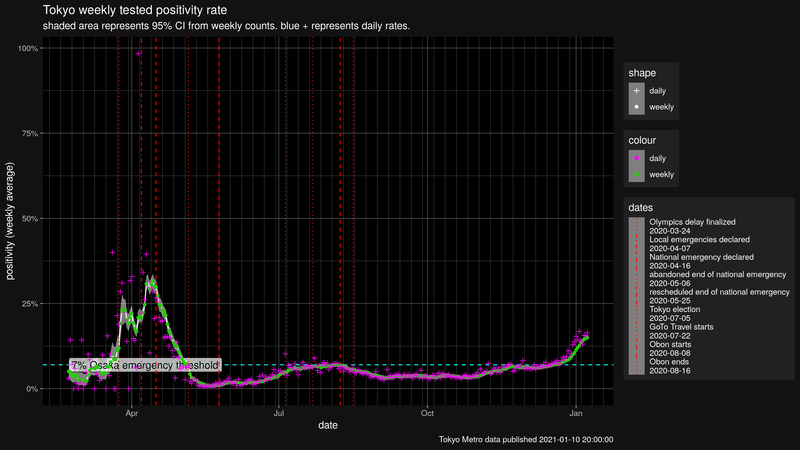 Tokyo weekly tested positivity rate
shaded area represents 95% CI from weekly counts. blue + represents daily rates.
100%
75%
50%
25%
0%
positivity (weekly average)
7% Osaka emergency threshold
Apr
Jul
Oct
Jan
date
shape
daily
weekly
colour
daily
weekly
dates
Olympics delay finalized
2020-03-24
Local emergencies declared
2020-04-07
National emergency declared
2020-04-16
abandoned end of national emergency
2020-05-06
rescheduled end of national emergency
2020-05-25
Tokyo election
2020-07-05
GoTo Travel starts
2020-07-22
Obon starts
2020-08-08
Obon ends
2020-08-16
Tokyo Metro data published 2021-01-10 20:00:00